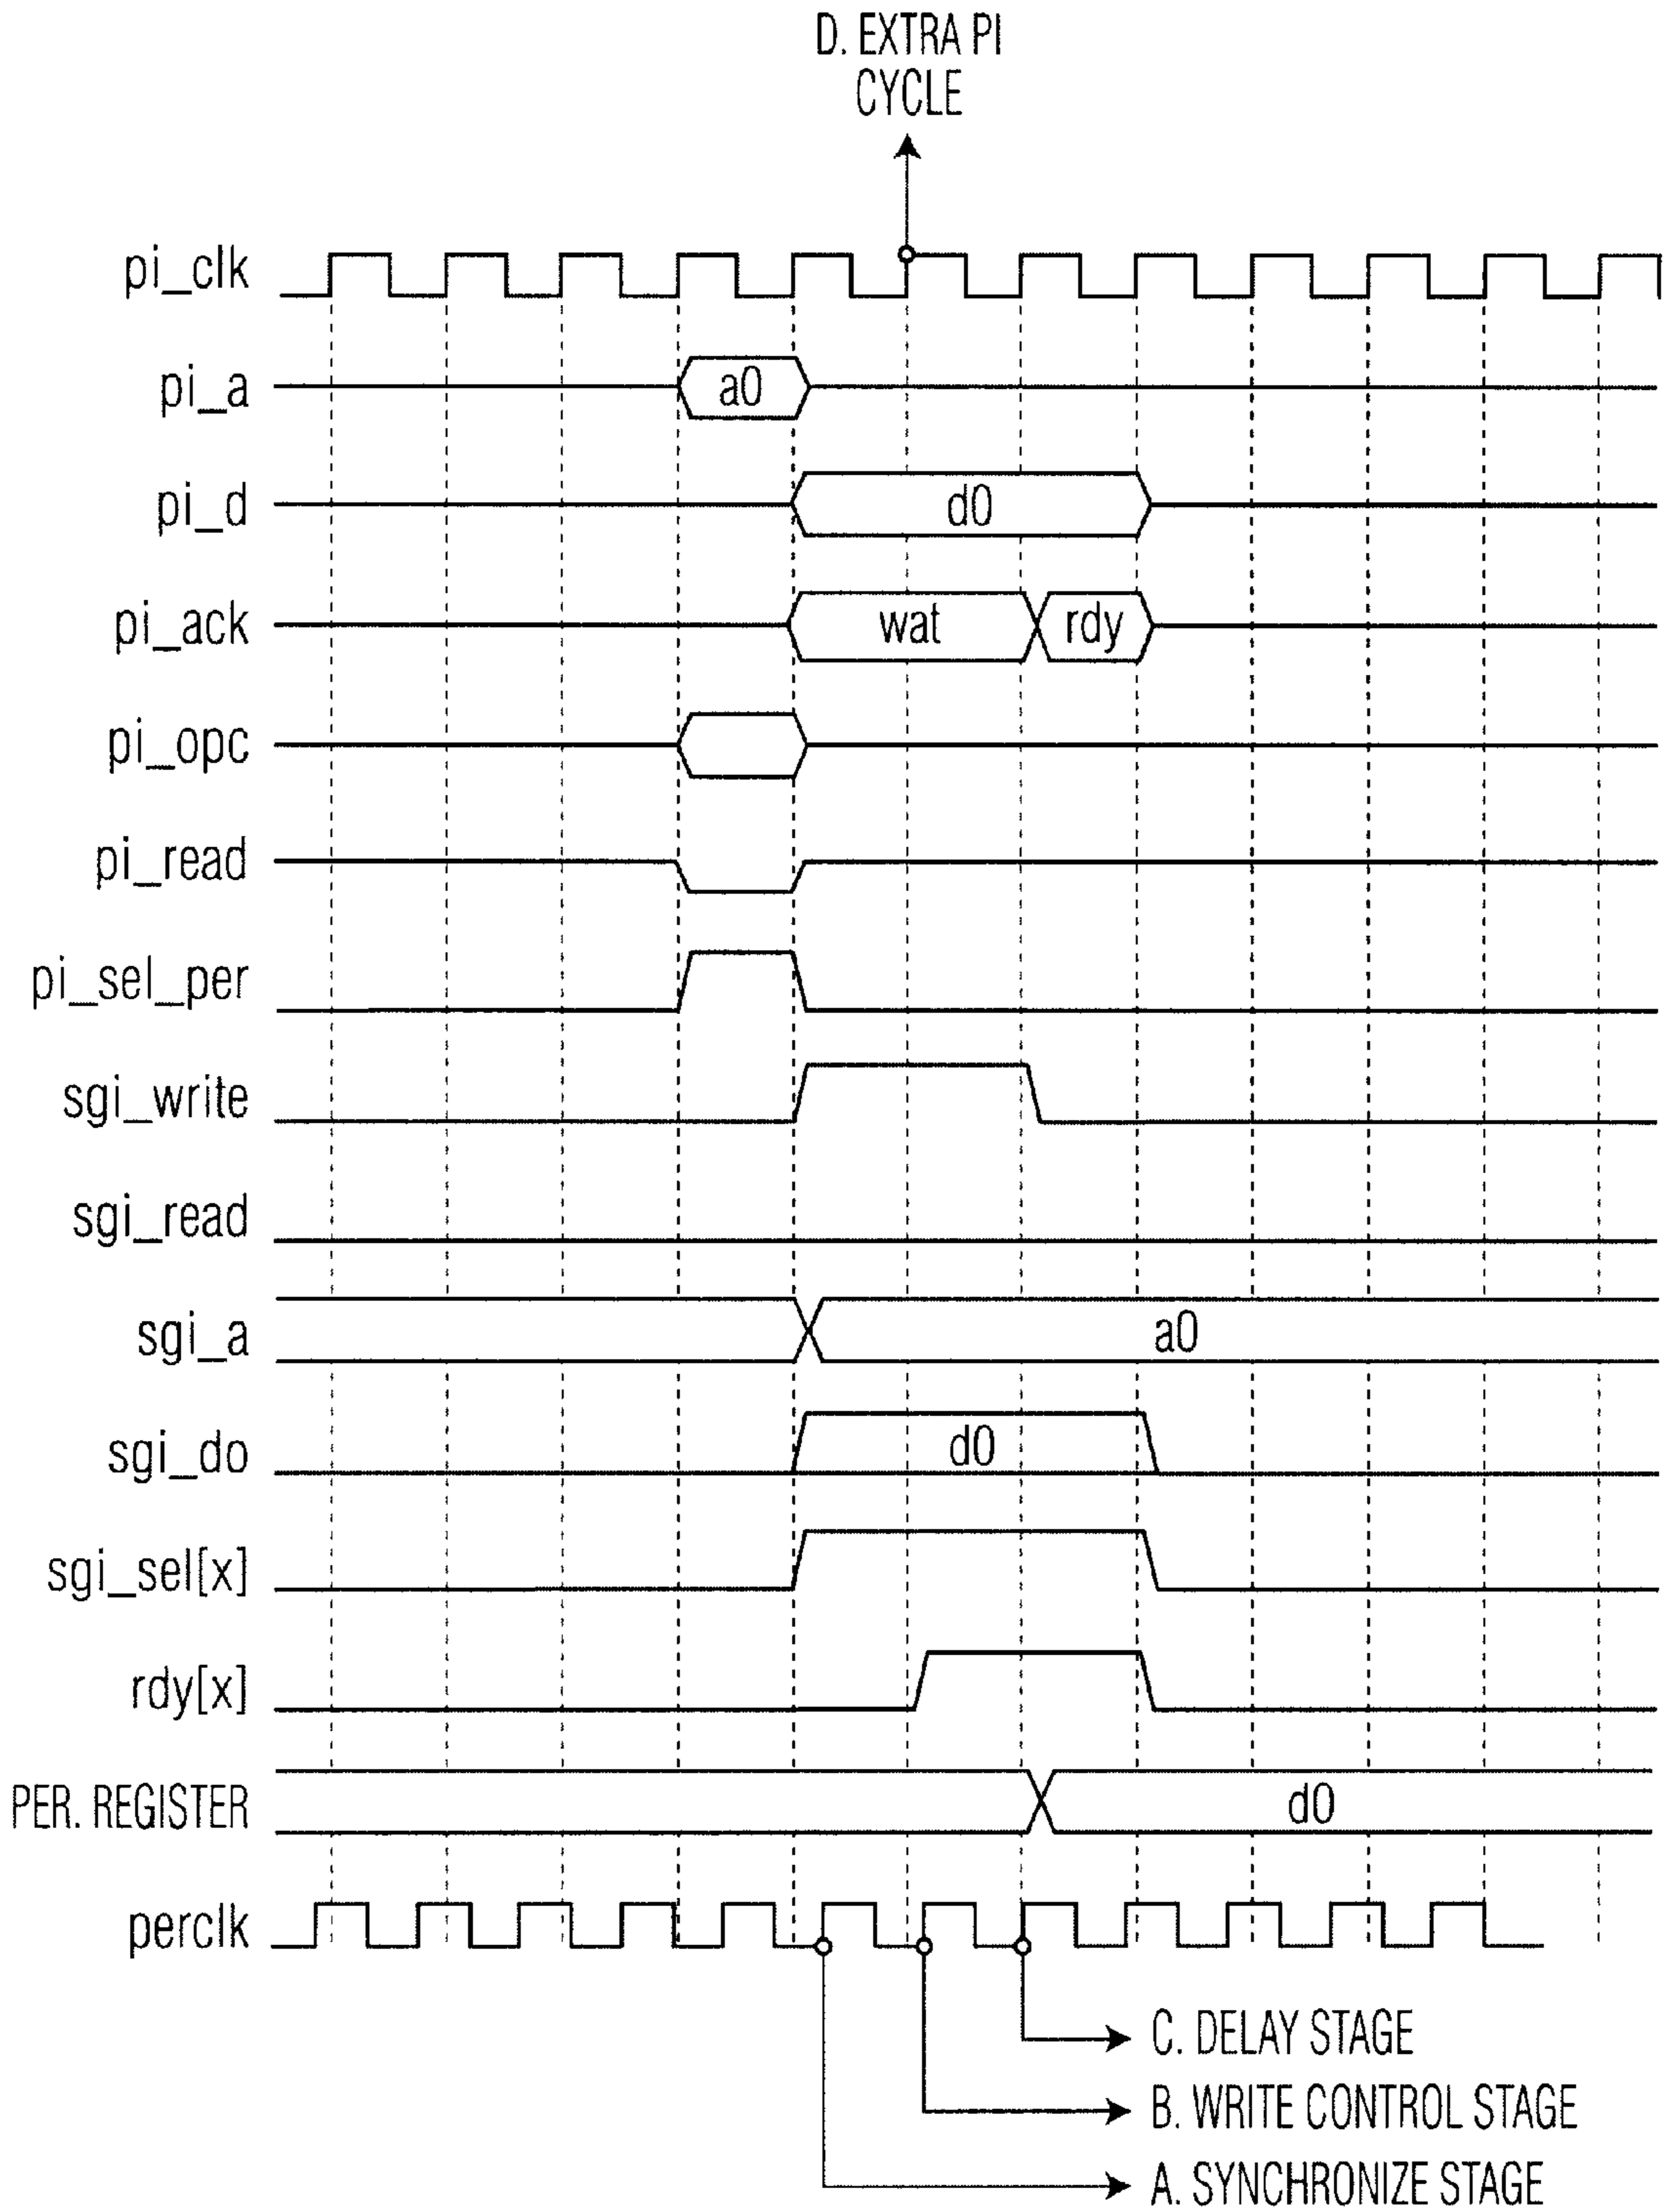 D. EXTRA PI
CYCLE
pi_clk
pi_a
a0
pi_d
d0
pi_ack
wat
rdy
pi_opc
pi_read
pi_sel_per
sgi_write
sgi_read
sgi_a
a0
sgi_do
d0
sgi_sel[x]
rdy[x]
PER. REGISTER
d0
perclk
C. DELAY STAGE
B. WRITE CONTROL STAGE
A. SYNCHRONIZE STAGE